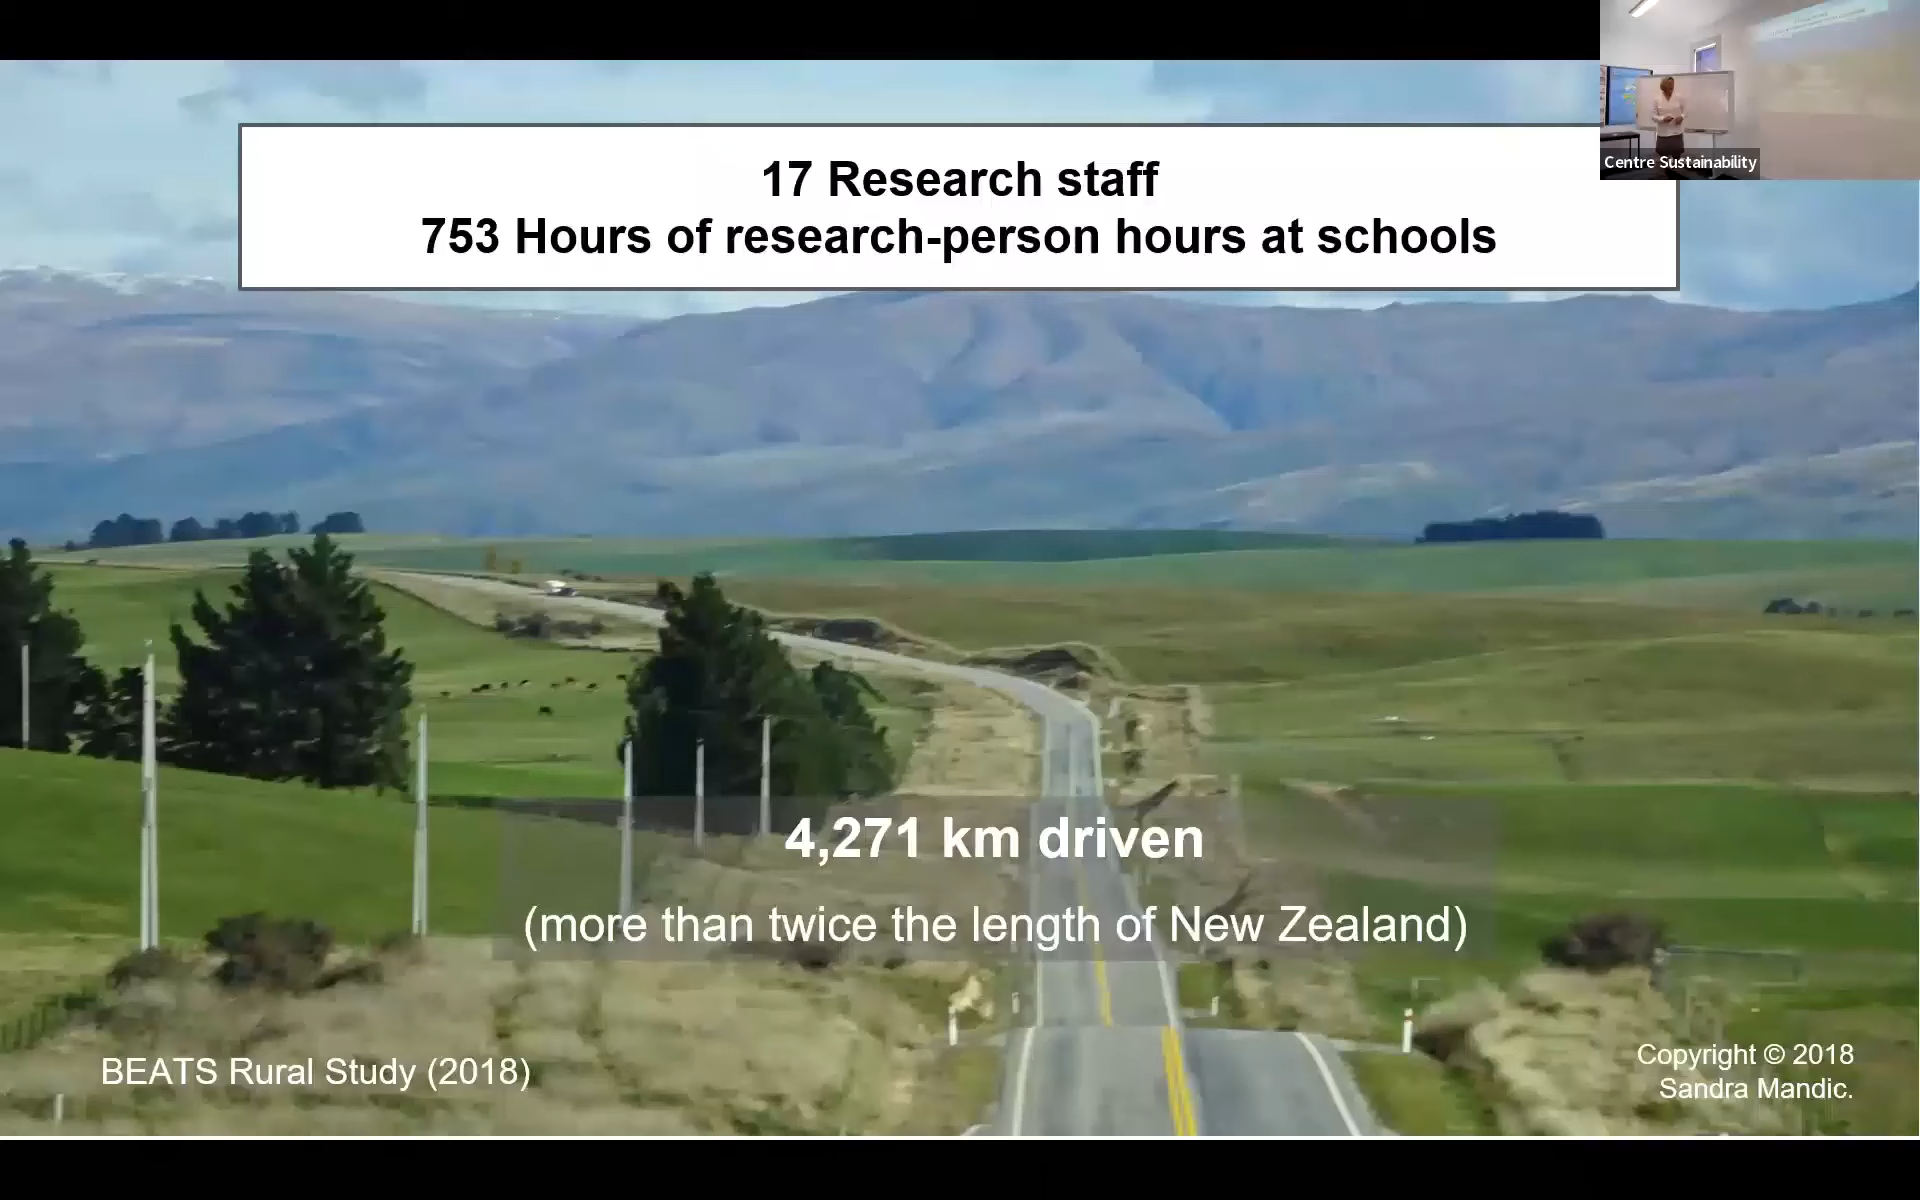 17 Research staff
753 Hours of research-person hours at schools
Centre Sustainability
4,271 km driven
(more than twice the length of New Zealand)
BEATS Rural Study (2018)
Copyright © 2018
Sandra Mandic.